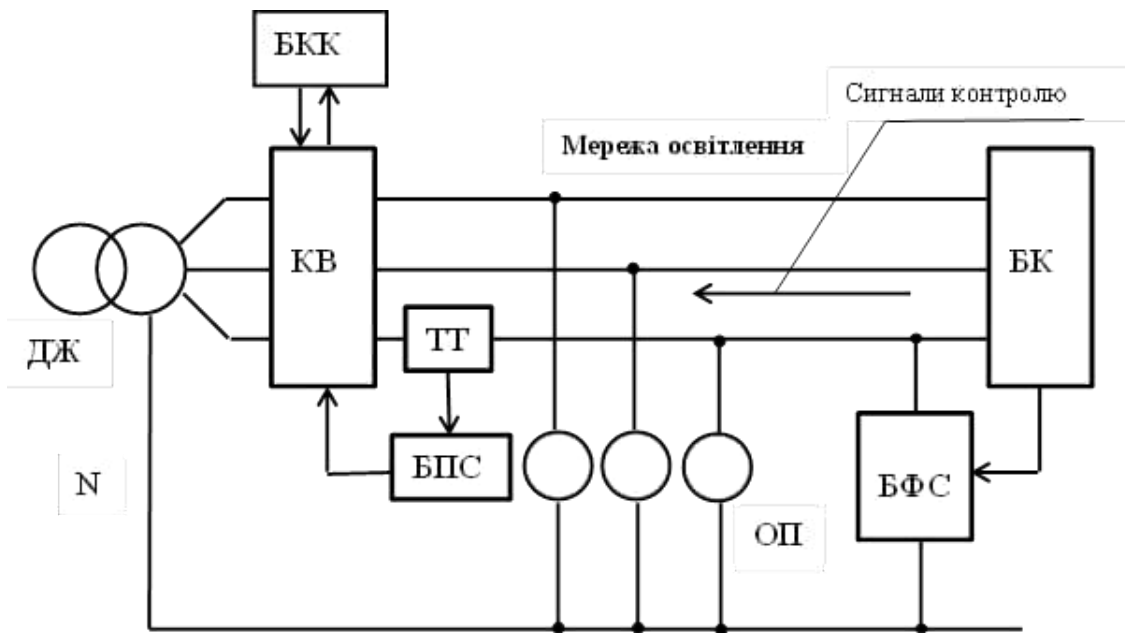 БКК
Сигнали контролю
Мережа освітлення
КВ
БК
ДЖ
ТТ
БПС
N
БФС
ОП